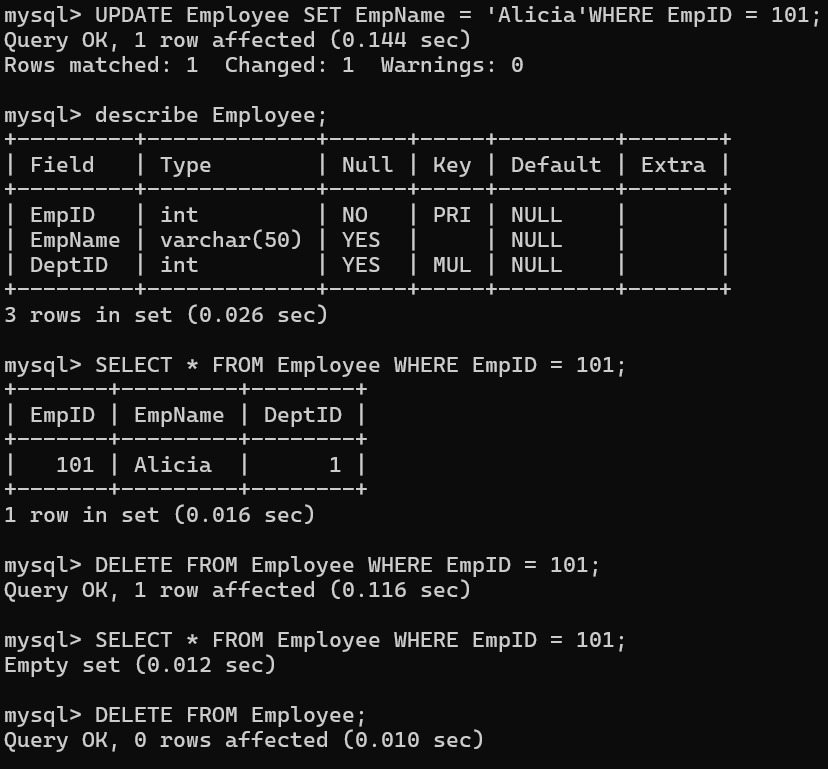 mysql> UPDATE Employee SET EmpName = 'Alicia'WHERE EmpID = 101;
Query OK, 1 row affected (0.144 sec)
Rows matched: 1  Changed: 1  Warnings: 0

mysql> describe Employee;
+---------+-------------+------+-----+---------+-------+
| Field   | Type        | Null | Key | Default | Extra |
+---------+-------------+------+-----+---------+-------+
| EmpID   | int         | NO   | PRI | NULL    |       |
| EmpName | varchar(50) | YES  |     | NULL    |       |
| DeptID  | int         | YES  | MUL | NULL    |       |
+---------+-------------+------+-----+---------+-------+
3 rows in set (0.026 sec)

mysql> SELECT * FROM Employee WHERE EmpID = 101;
+-------+---------+--------+
| EmpID | EmpName | DeptID |
+-------+---------+--------+
|   101 | Alicia  |      1 |
+-------+---------+--------+
1 row in set (0.016 sec)

mysql> DELETE FROM Employee WHERE EmpID = 101;
Query OK, 1 row affected (0.116 sec)

mysql> SELECT * FROM Employee WHERE EmpID = 101;
Empty set (0.012 sec)

mysql> DELETE FROM Employee;
Query OK, 0 rows affected (0.010 sec)